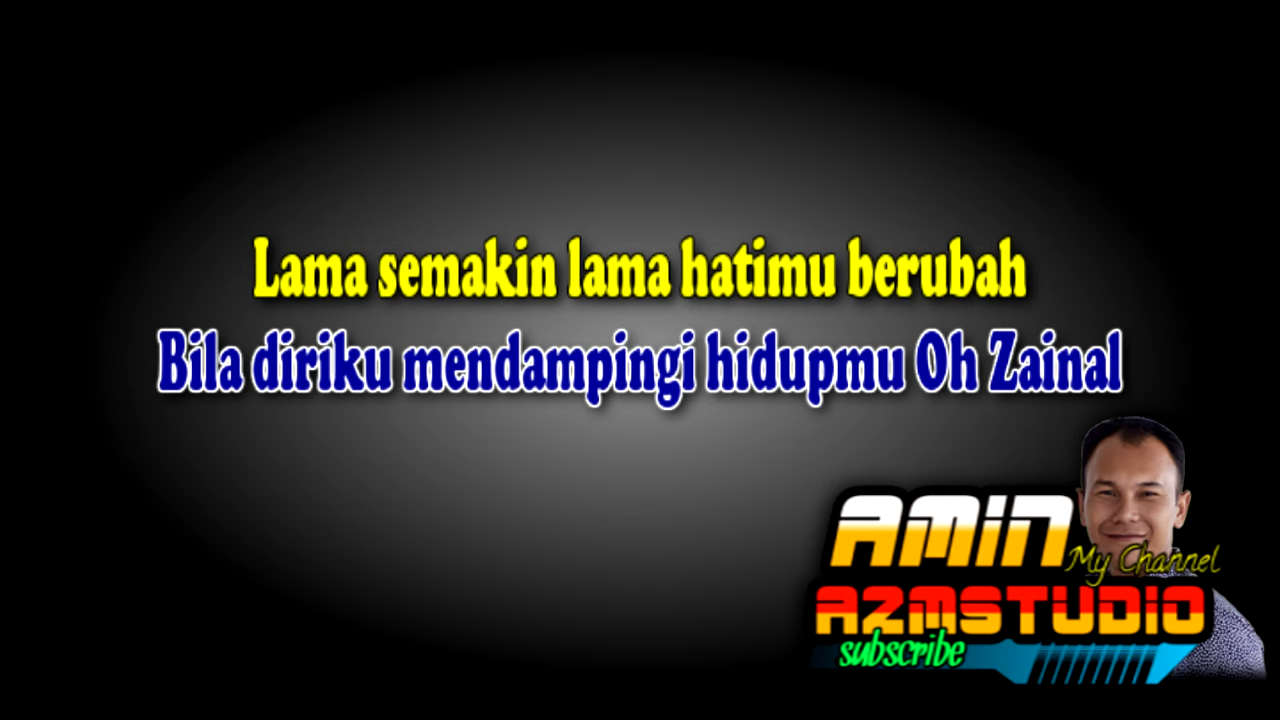 Lama semakin lama hatimu berubah
Bila diriku mendampingi hidupmu Oh Zainal
AMIN
My Channel
AZMSTUDIO
subscribe